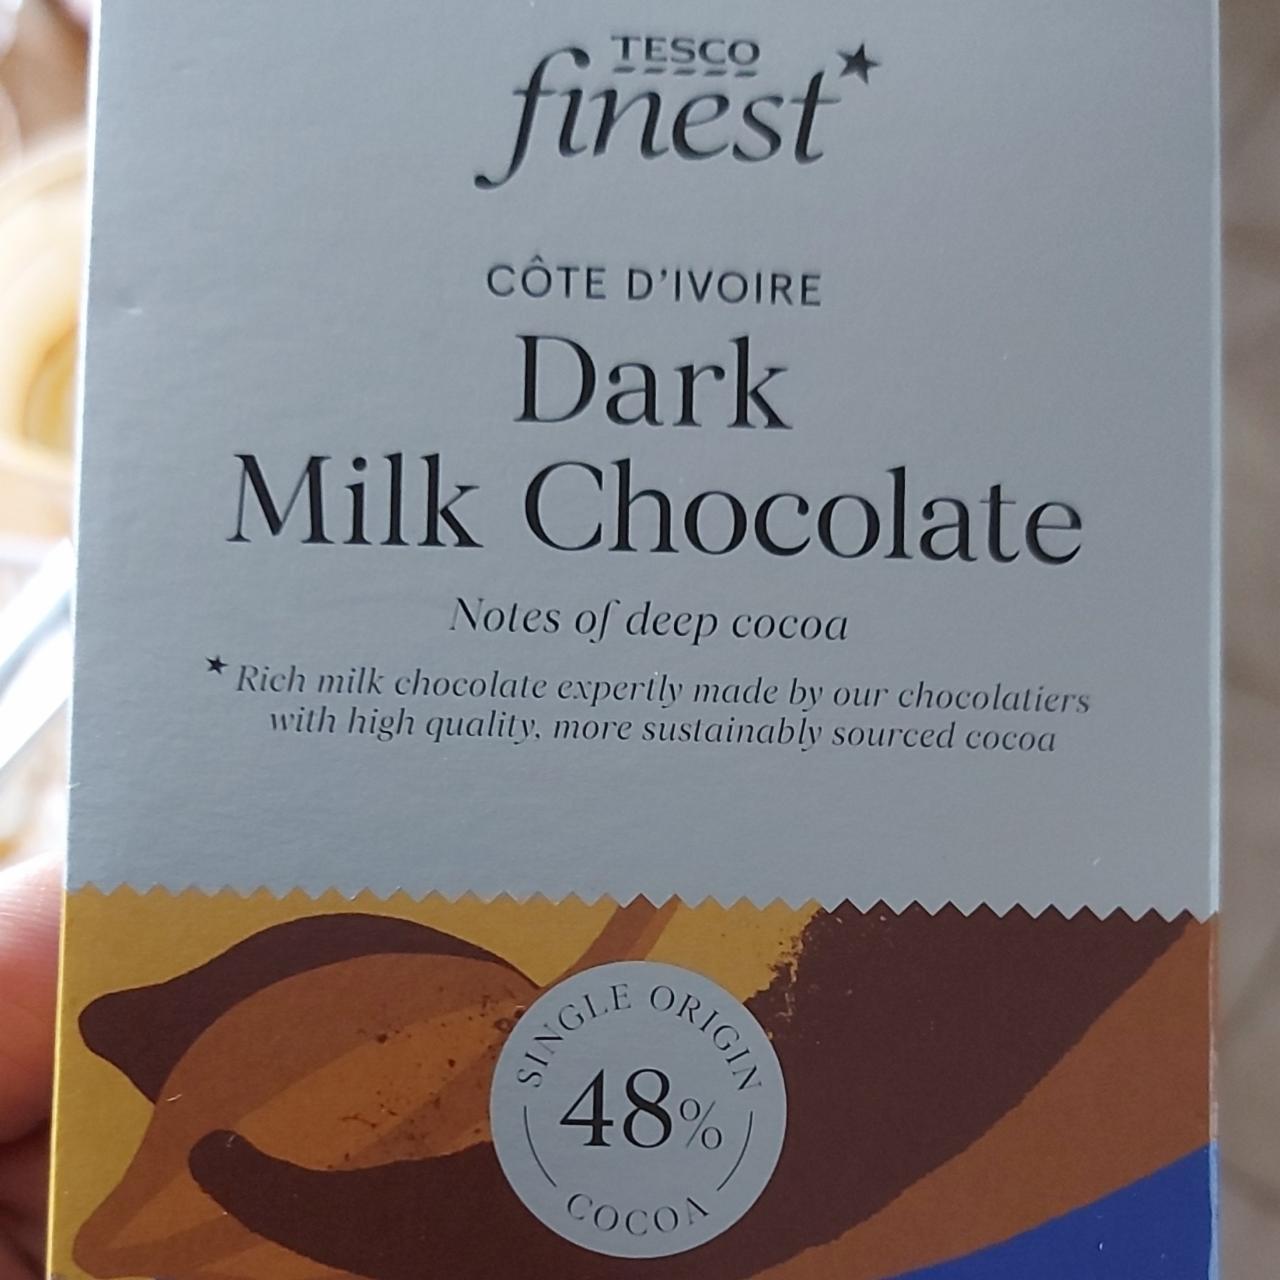 TESCO
finest*
CÔTE D'IVOIRE
Dark
Milk Chocolate
Notes of deep cocoa
* Rich milk chocolate expertly made by our chocolatiers
with high quality, more sustainably sourced cocoa
SINGLE ORIGIN
48%
COCOA